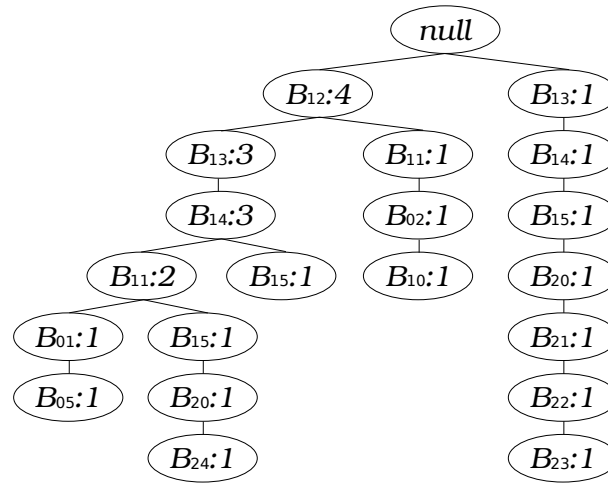 null
B₁₂:4 B₁₃:1
B₁₃:3 B₁₁:1 B₁₄:1
B₁₄:3 B₀₂:1 B₁₅:1
B₁₁:2 B₁₅:1 B₁₀:1 B₂₀:1
B₀₁:1 B₁₅:1 B₂₁:1
B₀₅:1 B₂₀:1 B₂₂:1
B₂₄:1 B₂₃:1